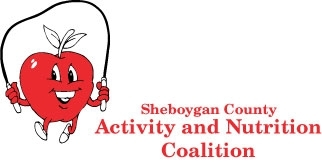 Sheboygan County
Activity and Nutrition
Coalition